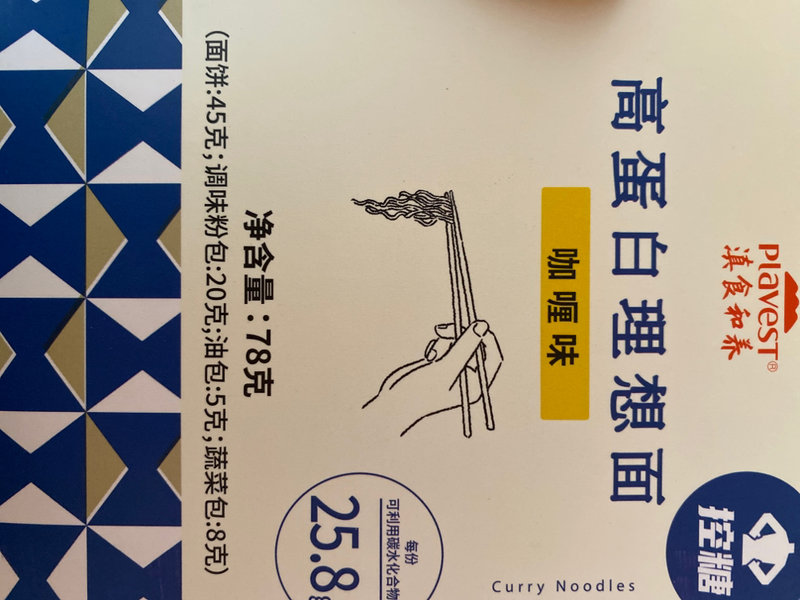 PLaVeST®
滇食和养
高蛋白理想面
咖喱味
控糖
Curry Noodles
每份
可利用碳水化合物
25.8g
净含量：78克
（面饼:45克；调味粉包:20克;油包:5克；蔬菜包:8克）